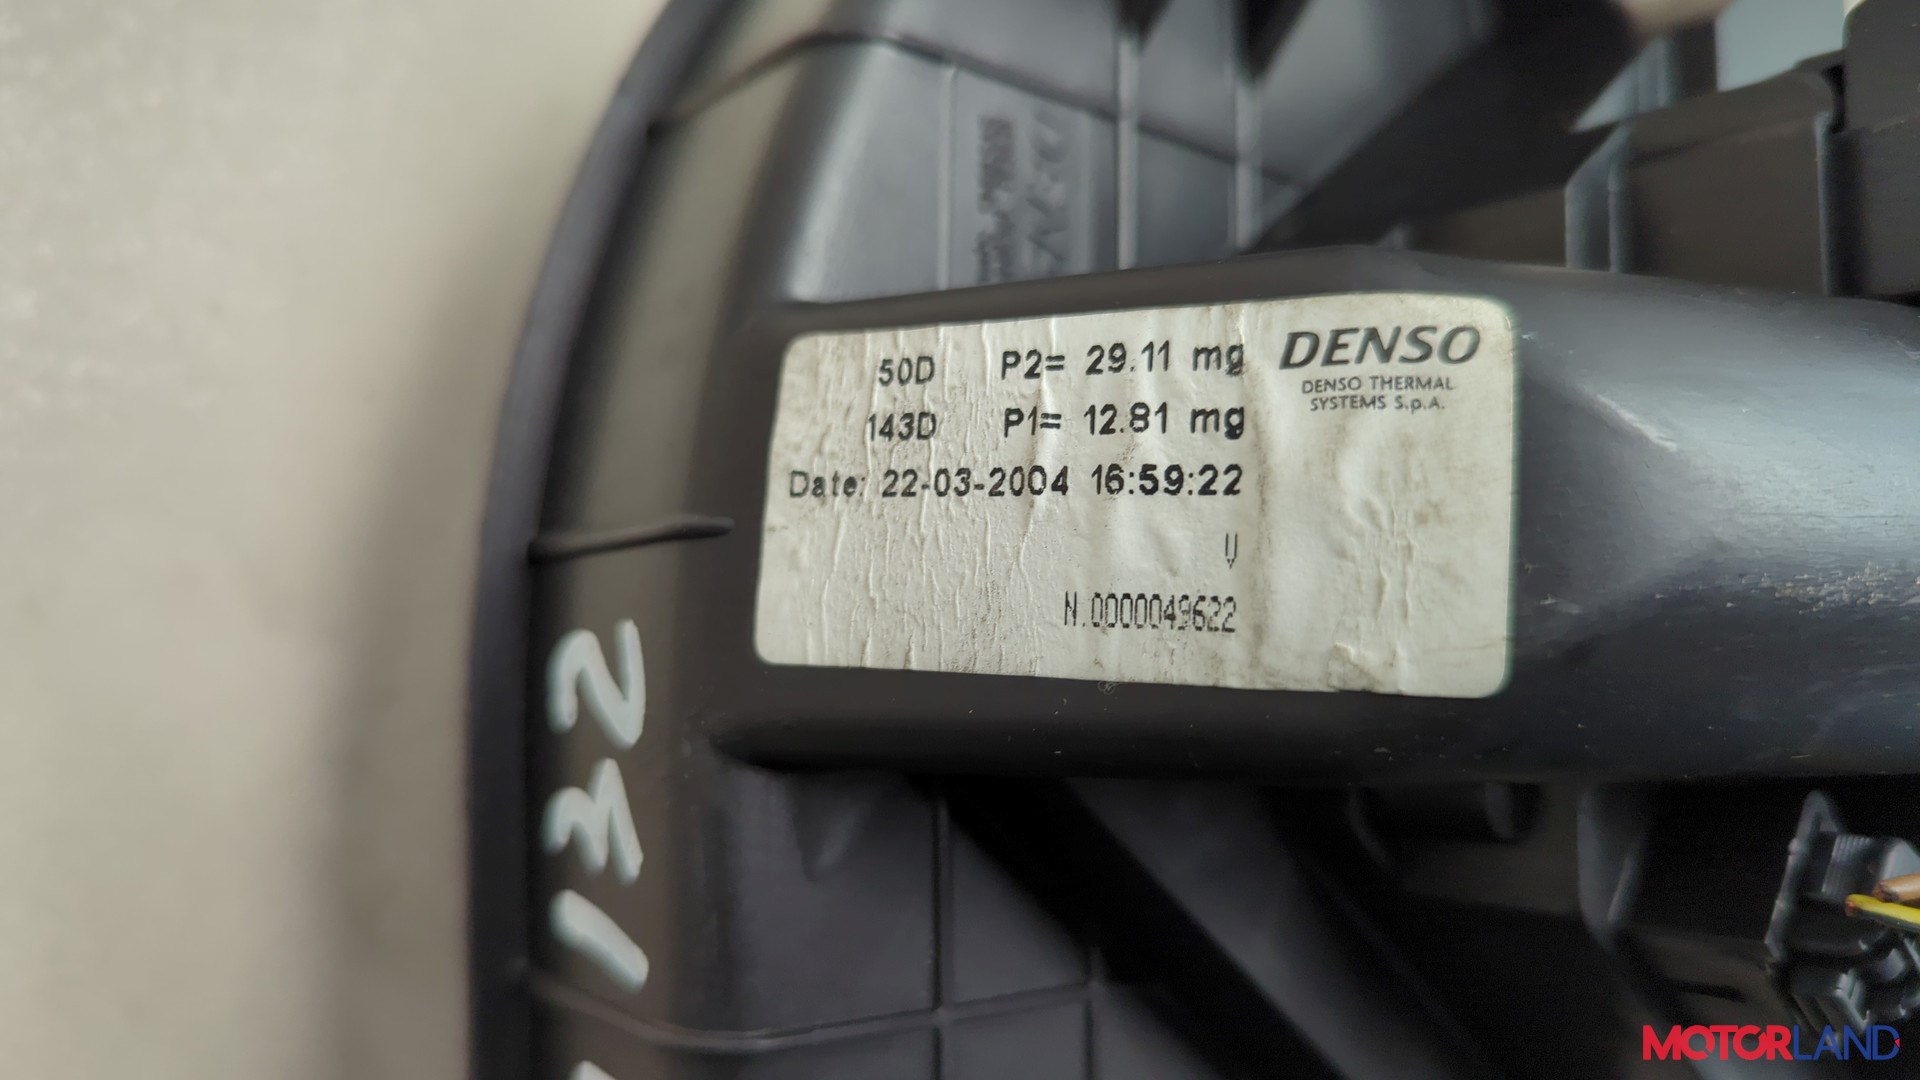 50D P2= 29.11 mg
143D P1= 12.81 mg
Date: 22-03-2004 16:59:22
V
N.0000049622
DENSO
DENSO THERMAL
SYSTEMS S.p.A.
132
MOTORLAND